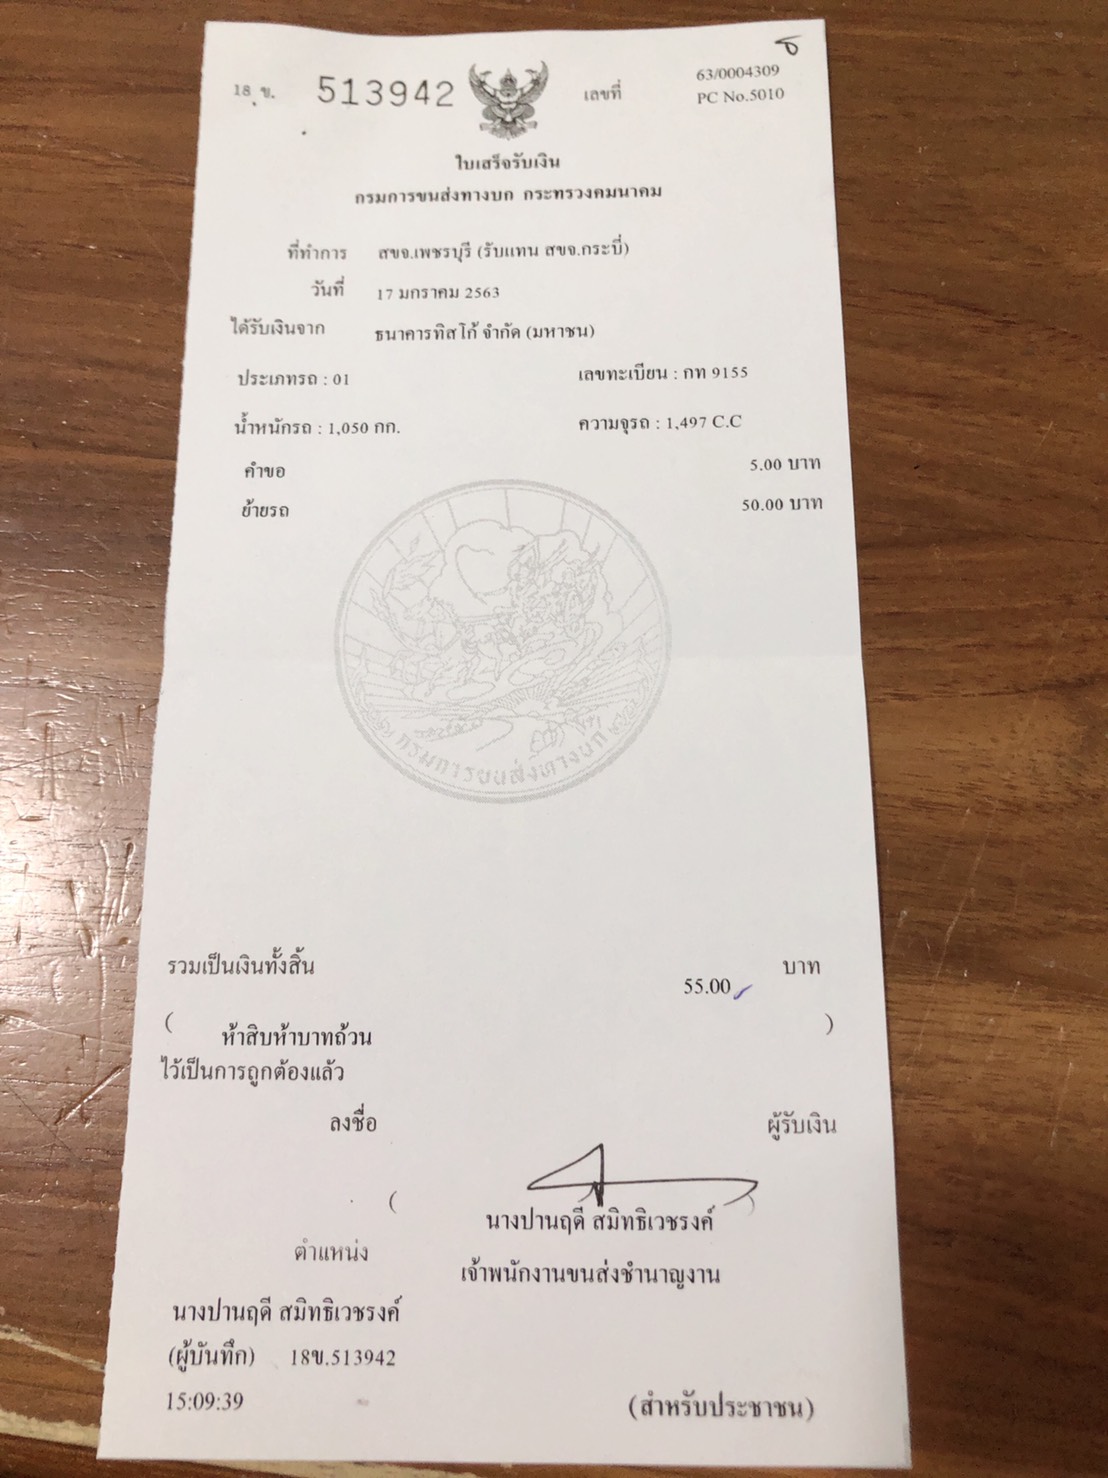 18 ข. 513942 เลขที่ 63/0004309
PC No.5010
ใบเสร็จรับเงิน
กรมการขนส่งทางบก กระทรวงคมนาคม
ที่ทำการ สขจ.เพชรบุรี (รับแทน สขจ.กระบี่)
วันที่ 17 มกราคม 2563
ได้รับเงินจาก ธนาคารทิสโก้ จำกัด (มหาชน)
ประเภทรถ : 01 เลขทะเบียน : กท 9155
น้ำหนักรถ : 1,050 กก. ความจุรถ : 1,497 C.C
คำขอ 5.00 บาท
ย้ายรถ 50.00 บาท
กรมการขนส่งทางบก
รวมเป็นเงินทั้งสิ้น 55.00 บาท
( ห้าสิบห้าบาทถ้วน )
ไว้เป็นการถูกต้องแล้ว
ลงชื่อ ผู้รับเงิน
( นางปานฤดี สมิทธิเวชรงค์ )
ตำแหน่ง เจ้าพนักงานขนส่งชำนาญงาน
นางปานฤดี สมิทธิเวชรงค์
(ผู้บันทึก) 18ข.513942
15:09:39 (สำหรับประชาชน)